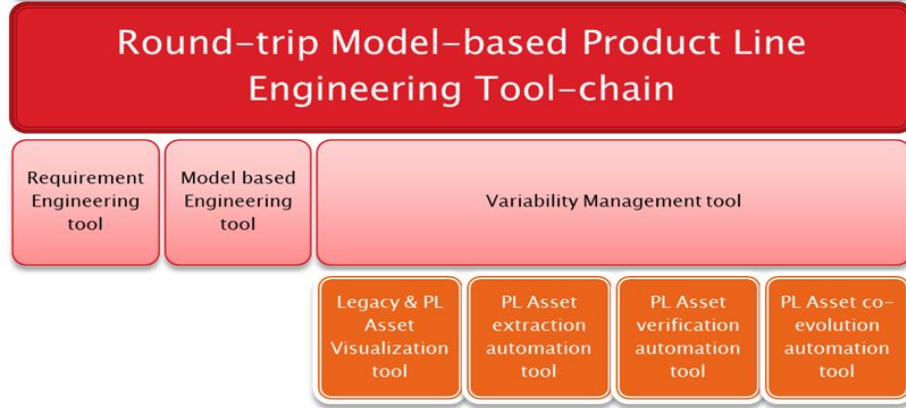 Round-trip Model-based Product Line
Engineering Tool-chain
Requirement
Engineering
tool
Model based
Engineering
tool
Variability Management tool
Legacy & PL
Asset
Visualization
tool
PL Asset
extraction
automation
tool
PL Asset
verification
automation
tool
PL Asset co-
evolution
automation
tool